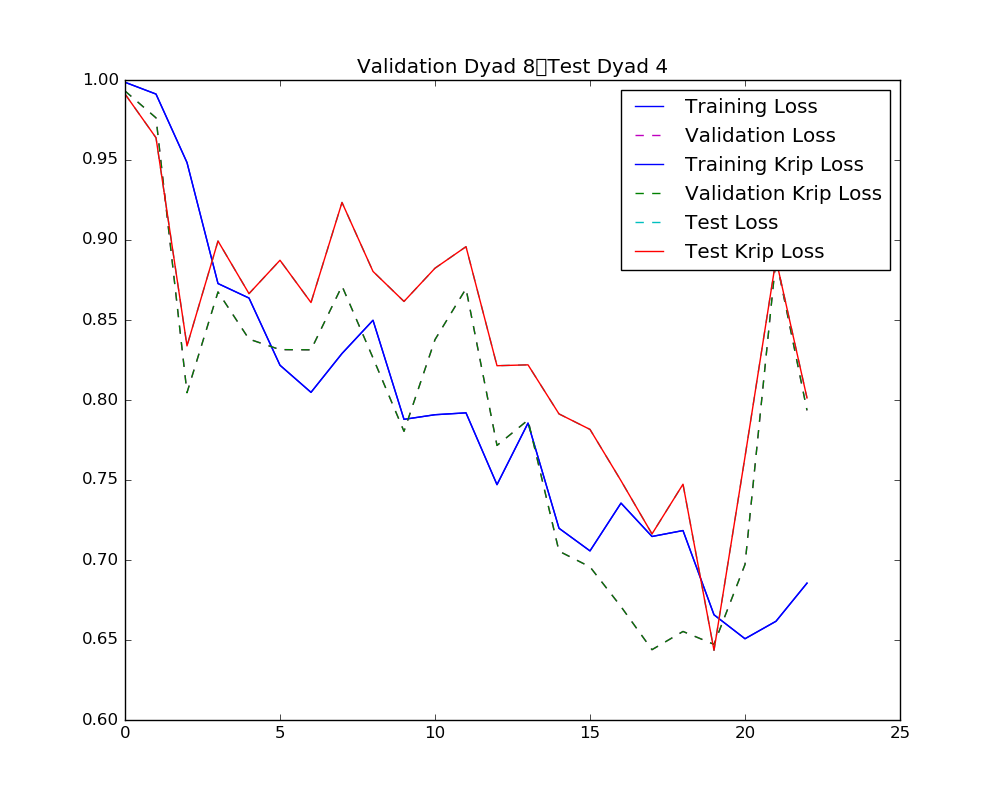 Validation Dyad 8▯Test Dyad 4
1.00
0.95
0.90
0.85
0.80
0.75
0.70
0.65
0.60
0
5
10
15
20
25
Training Loss
Validation Loss
Training Krip Loss
Validation Krip Loss
Test Loss
Test Krip Loss